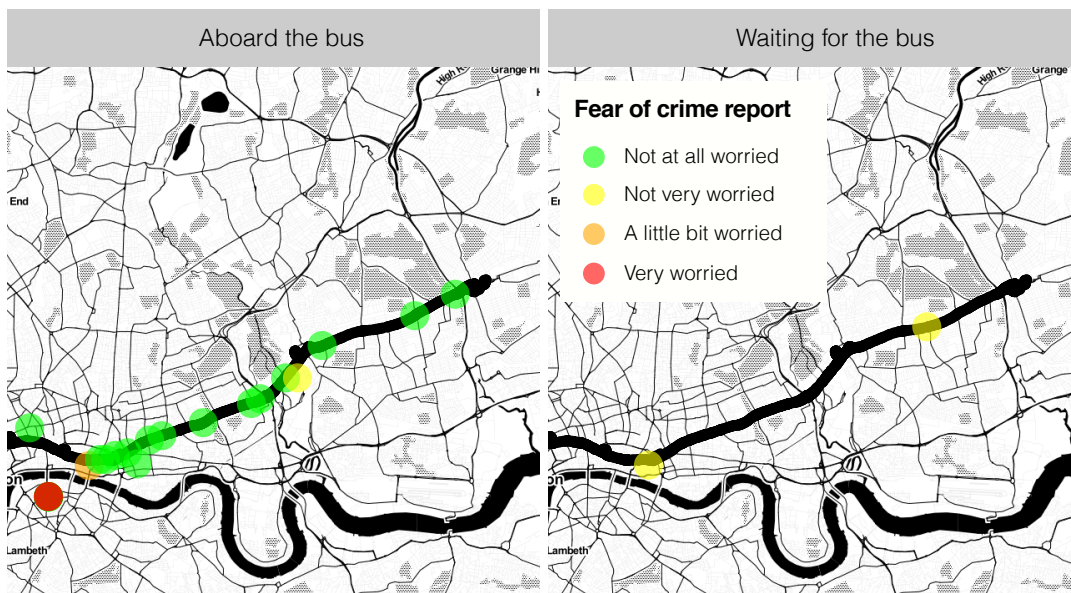 Aboard the bus
Waiting for the bus
High R
Grange Hi
H
High R
Grange
Fear of crime report
Not at all worried
Not very worried
A little bit worried
Very worried
End
Er
on
on
Lambeth
Lambeth